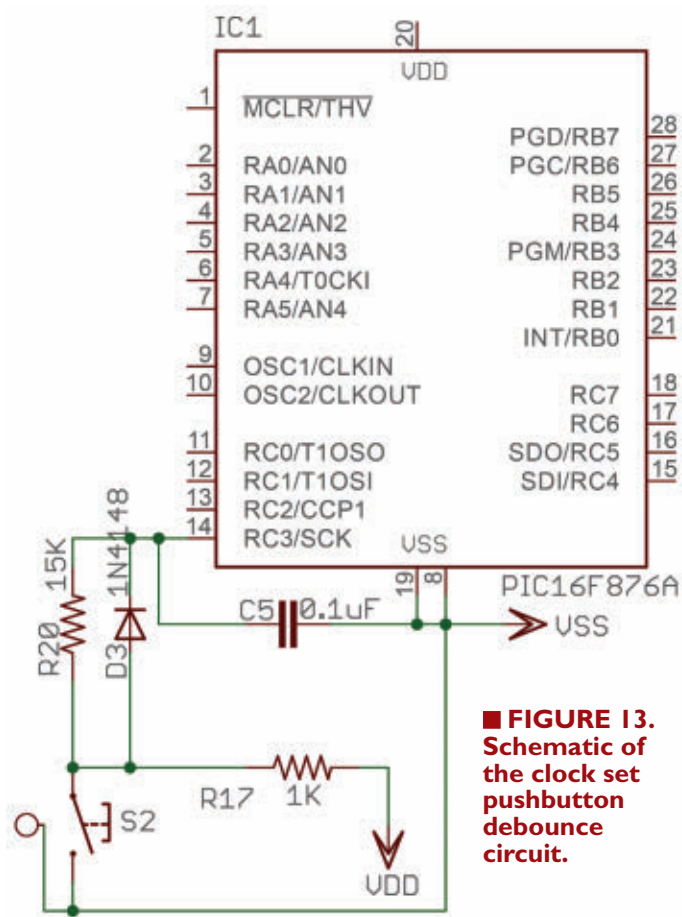 IC1
20
VDD
1
MCLR/THV
2
RA0/AN0
3
RA1/AN1
4
RA2/AN2
5
RA3/AN3
6
RA4/T0CKI
7
RA5/AN4
9
OSC1/CLKIN
10
OSC2/CLKOUT
11
RC0/T1OSO
12
RC1/T1OSI
13
RC2/CCP1
14
RC3/SCK
PGD/RB7
28
PGC/RB6
27
RB5
26
RB4
25
PGM/RB3
24
RB2
23
RB1
22
INT/RB0
21
RC7
18
RC6
17
SDO/RC5
16
SDI/RC4
15
VSS
19
8
PIC16F876A
15K
R20
1N4148
D3
C5
0.1uF
VSS
R17
1K
VDD
S2
■ FIGURE 13.
Schematic of
the clock set
pushbutton
debounce
circuit.